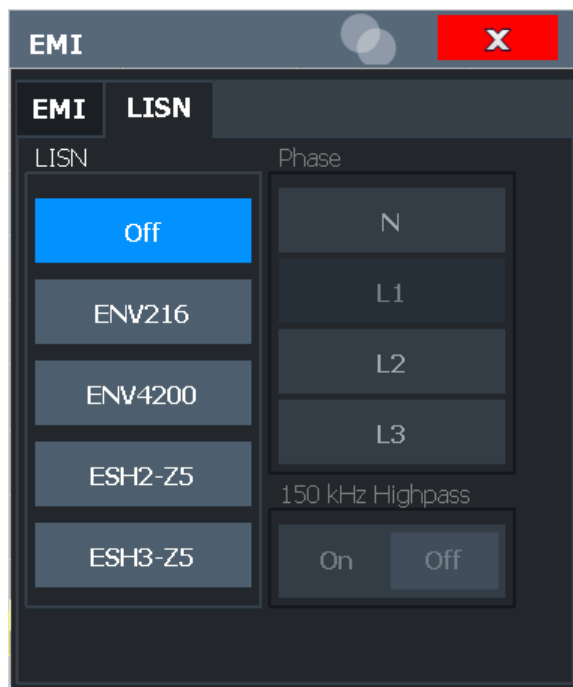 EMI
X
EMI LISN
LISN
Off
ENV216
ENV4200
ESH2-Z5
ESH3-Z5
Phase
N
L1
L2
L3
150 kHz Highpass
On Off